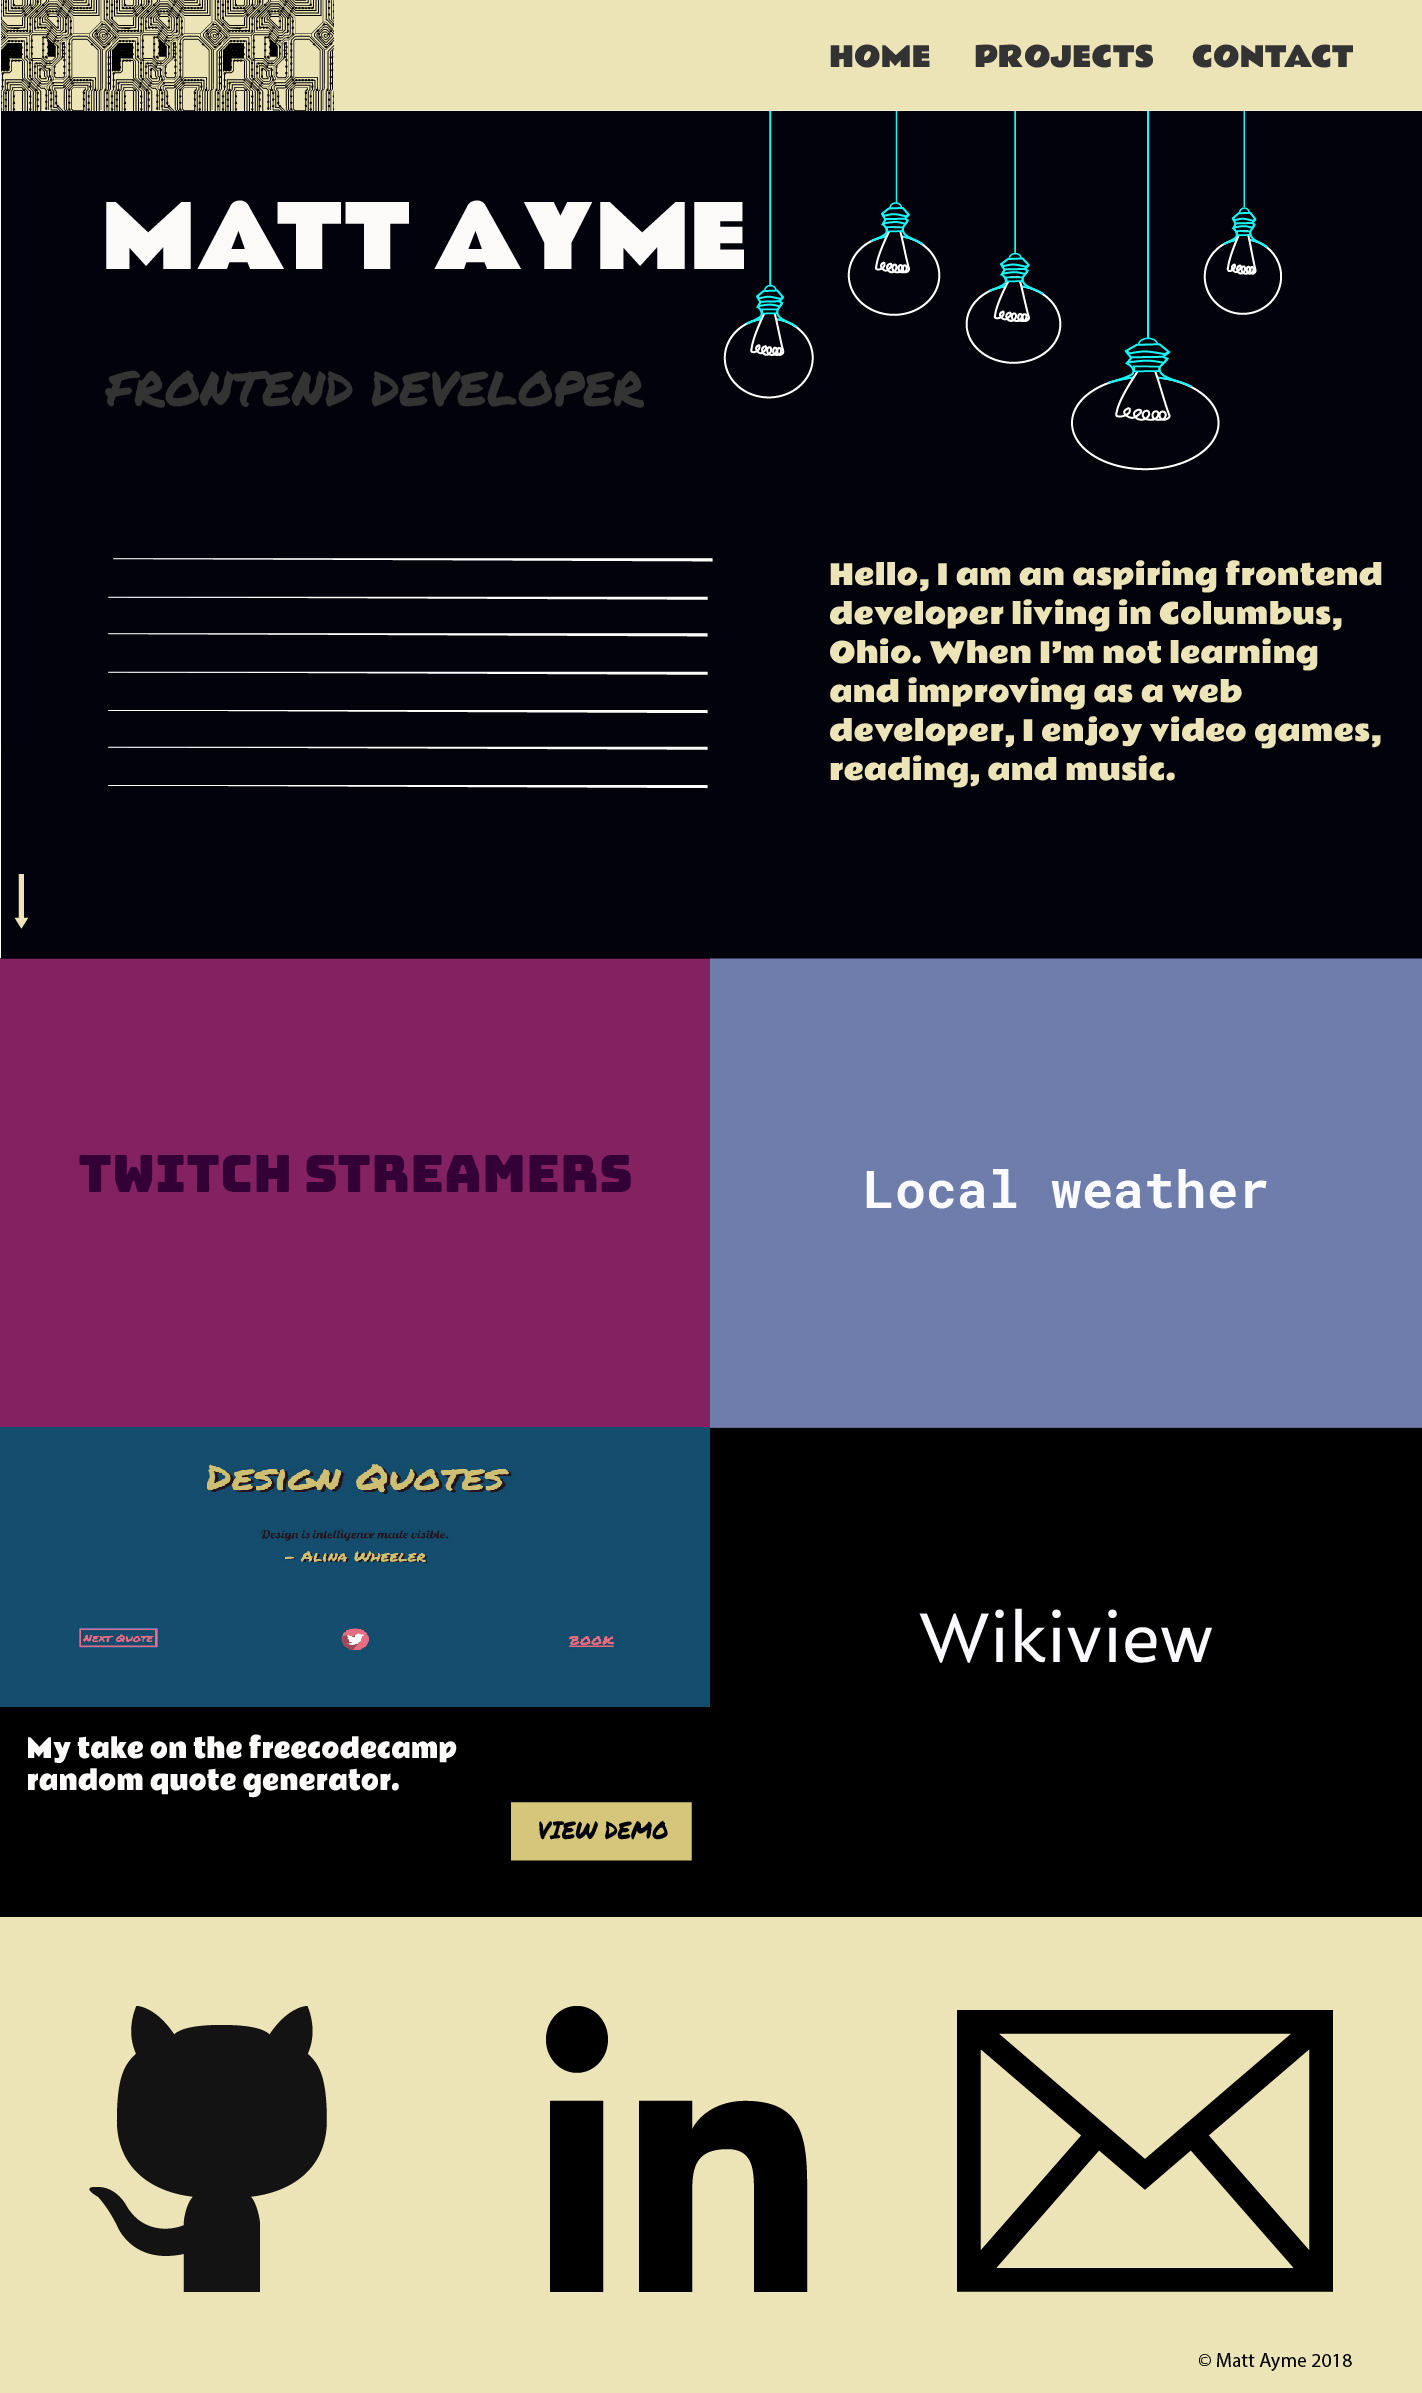 HOME PROJECTS CONTACT
MATT AYME
FRONTEND DEVELOPER
Hello, I am an aspiring frontend
developer living in Columbus,
Ohio. When I'm not learning
and improving as a web
developer, I enjoy video games,
reading, and music.
TWITCH STREAMERS
Local weather
Design Quotes
Design is intelligence made visible.
- Alina Wheeler
Next Quote
BOOK
Wikiview
My take on the freecodecamp
random quote generator.
VIEW DEMO
in
© Matt Ayme 2018